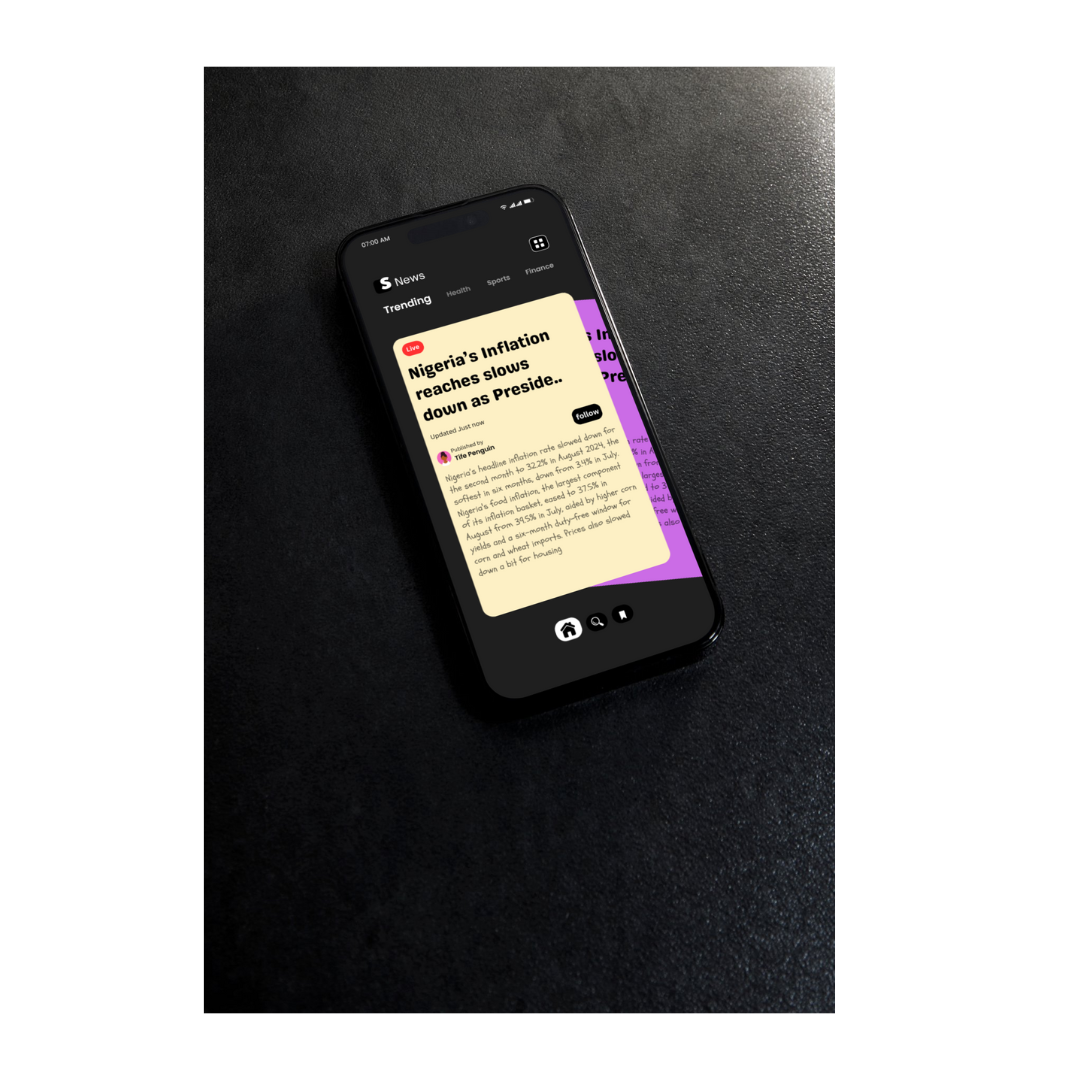 07:00 AM
S News
Trending Health Sports Finance
Live
Nigeria's Inflation
reaches slows
down as Preside..
Updated Just now
follow
Published by
Tife Penguin
Nigeria's headline inflation rate slowed down for
the second month to 32.2% in August 2024, the
softest in six months, down from 34% in July.
Nigeria's food inflation, the largest component
of its inflation basket, eased to 37.5% in
August from 39.5% in July, aided by higher corn
yields and a six-month duty-free window for
corn and wheat imports. Prices also slowed
down a bit for housing
s In
slo
Pre
rate
% in A
from
larges
to 3
ided b
free w
also